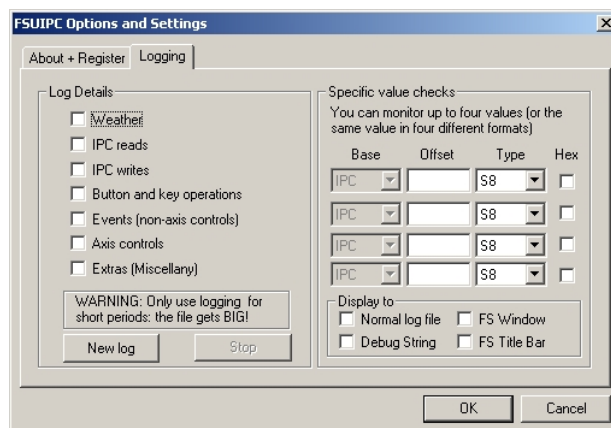 FSUIPC Options and Settings
About + Register
Logging
Log Details
Weather
IPC reads
IPC writes
Button and key operations
Events (non-axis controls)
Axis controls
Extras (Miscellany)
WARNING: Only use logging for
short periods: the file gets BIG!
New log
Stop
Specific value checks
You can monitor up to four values (or the
same value in four different formats)
Base Offset Type Hex
IPC S8
IPC S8
IPC S8
IPC S8
Display to
Normal log file FS Window
Debug String FS Title Bar
OK Cancel